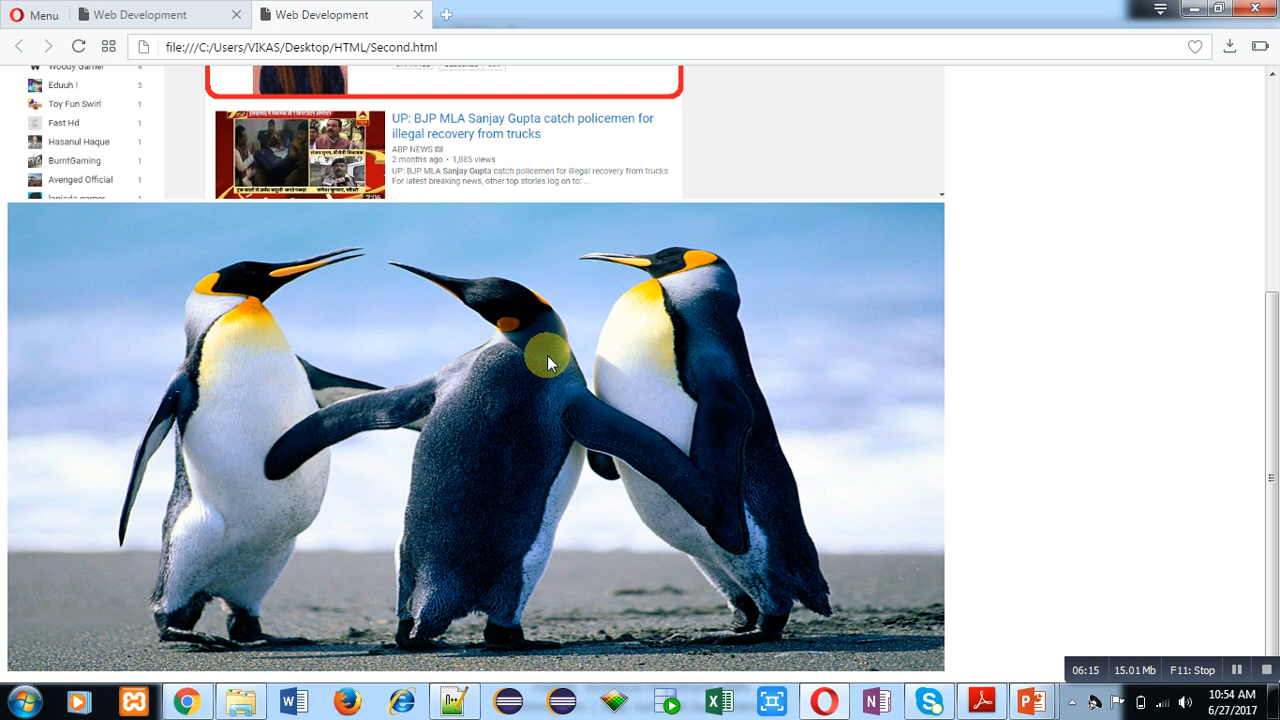 Menu
Web Development
Web Development
file:///C:/Users/VIKAS/Desktop/HTML/Second.html
Woody Gamer 4
Eduuh ! 3
Toy Fun Swirl 1
Fast Hd 1
Hasanul Haque 1
BurntGaming 1
Avenged Official 1
UP: BJP MLA Sanjay Gupta catch policemen for
illegal recovery from trucks
ABP NEWS
2 months ago • 1,885 views
UP: BJP MLA Sanjay Gupta catch policemen for illegal recovery from trucks
For latest breaking news, other top stories log on to: ...
06:15 15.01 Mb F11: Stop
10:54 AM
6/27/2017